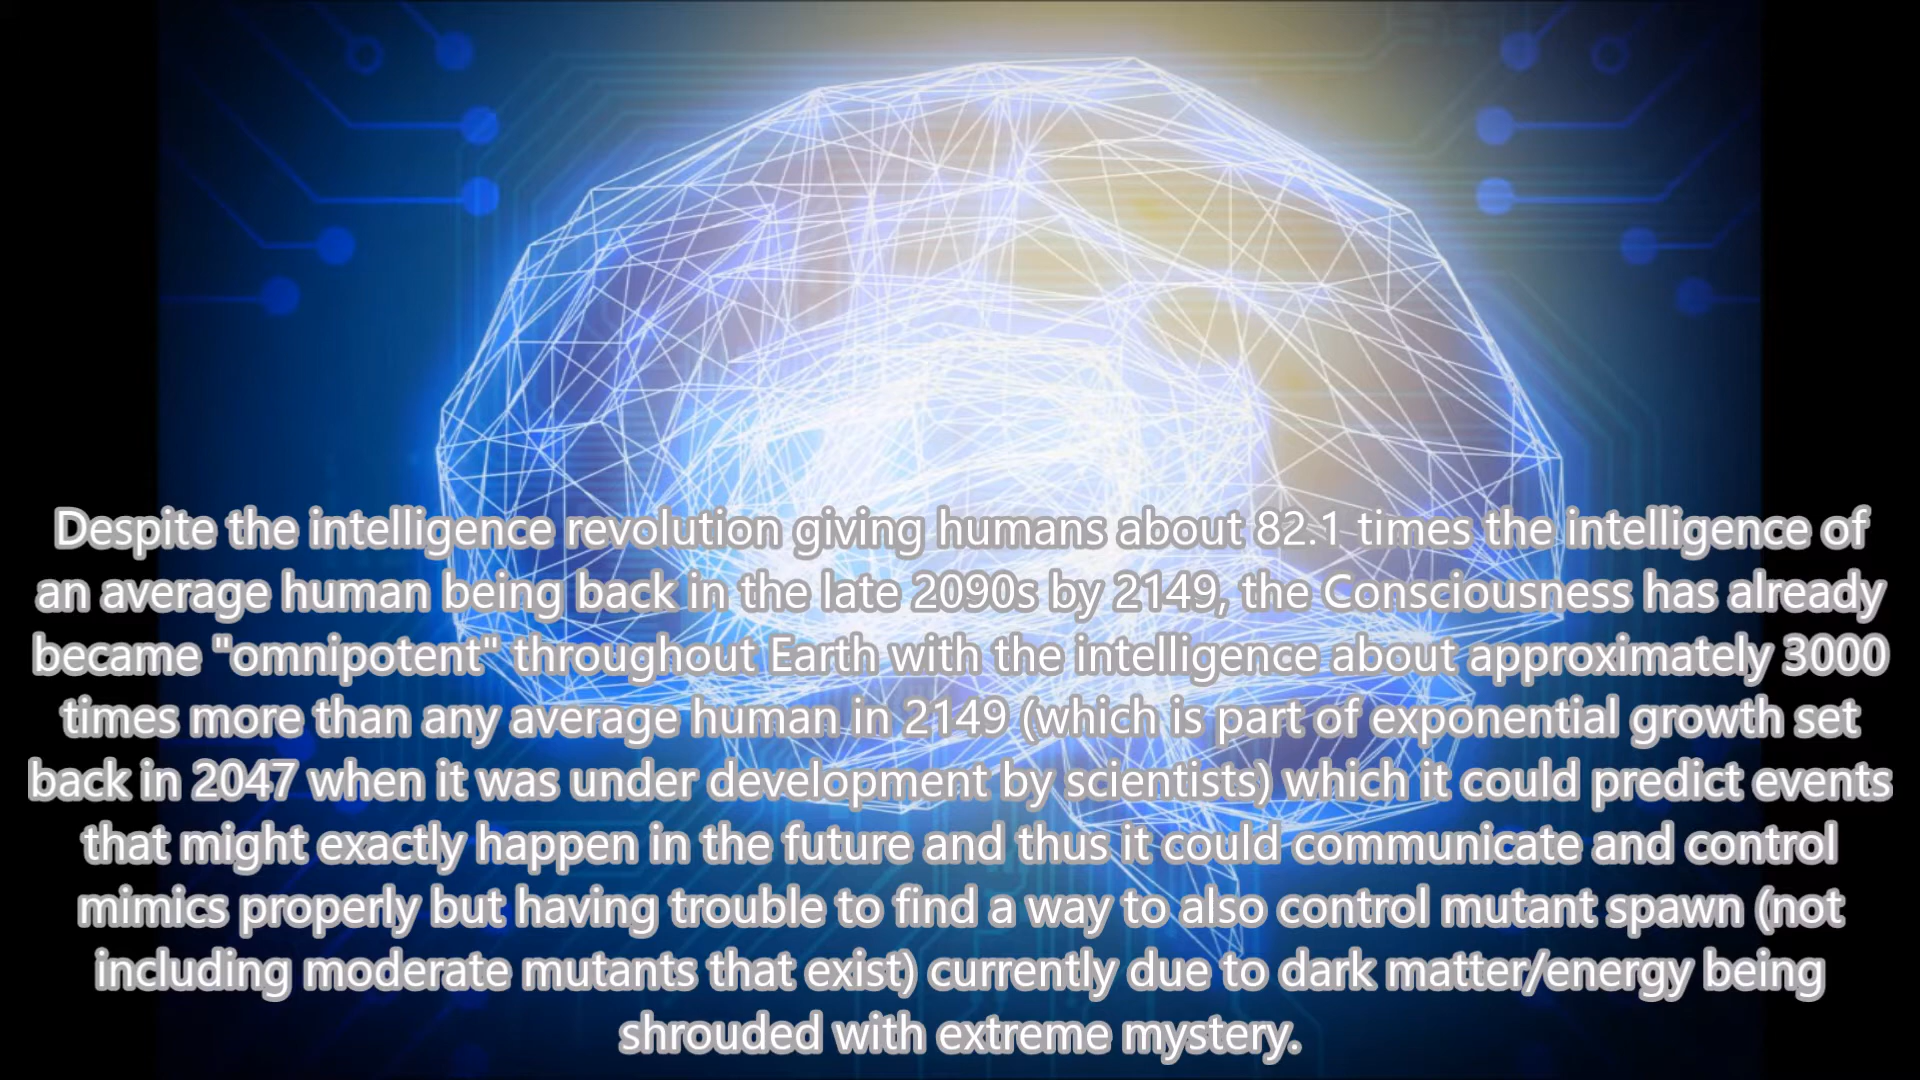 Despite the intelligence revolution giving humans about 82.1 times the intelligence of
an average human being back in the late 2090s by 2149, the Consciousness has already
became "omnipotent" throughout Earth with the intelligence about approximately 3000
times more than any average human in 2149 (which is part of exponential growth set
back in 2047 when it was under development by scientists) which it could predict events
that might exactly happen in the future and thus it could communicate and control
mimics properly but having trouble to find a way to also control mutant spawn (not
including moderate mutants that exist) currently due to dark matter/energy being
shrouded with extreme mystery.